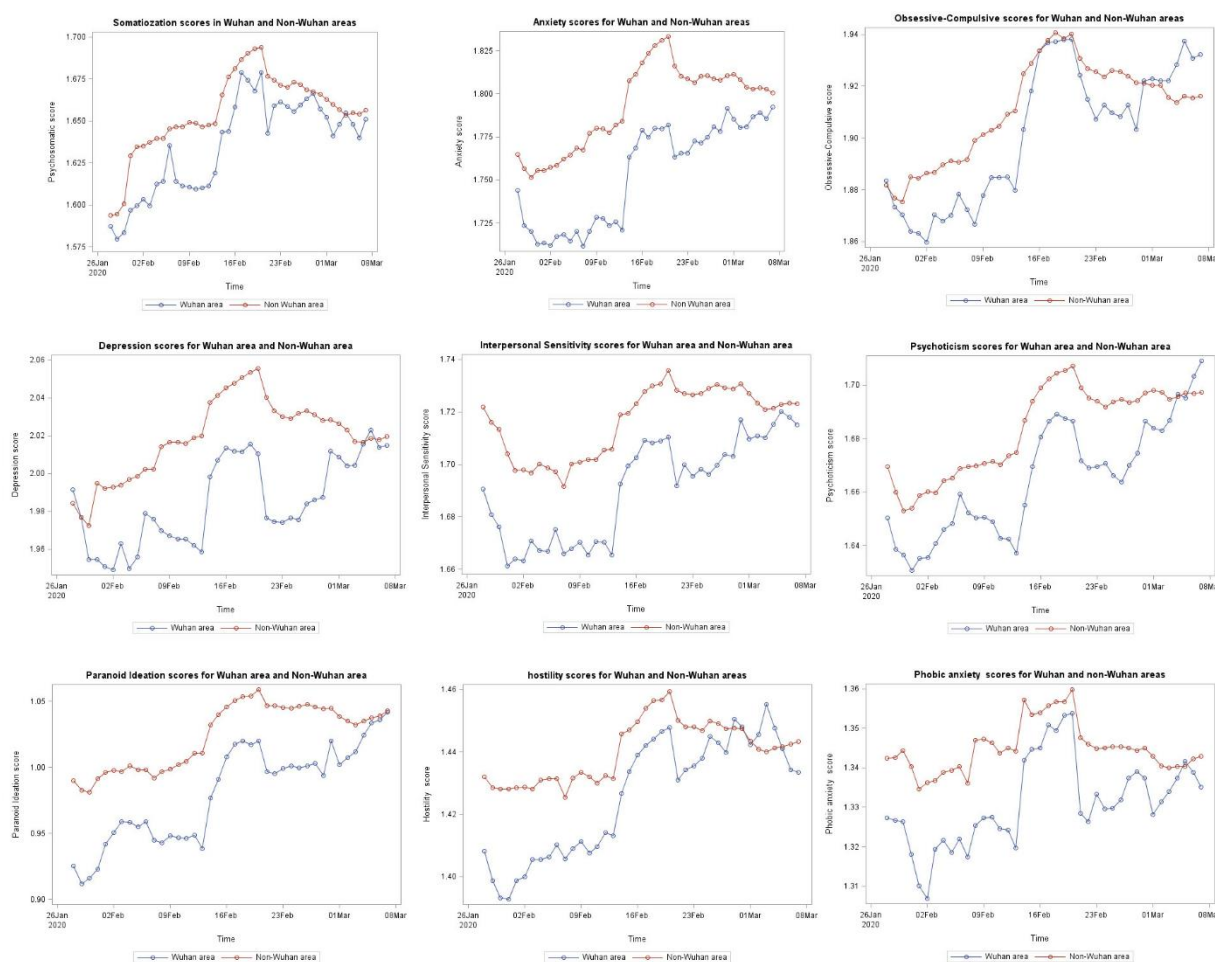 Somatiozation scores in Wuhan and Non-Wuhan areas
Psychosomatic score
1.700
1.675
1.650
1.625
1.600
1.575
26Jan 02Feb 09Feb 16Feb 23Feb 01Mar 08Mar
2020
Time
Wuhan area Non Wuhan area
Anxiety scores for Wuhan and Non-Wuhan areas
Anxiety score
1.825
1.800
1.775
1.750
1.725
26Jan 02Feb 09Feb 16Feb 23Feb 01Mar 08Mar
2020
Time
Wuhan area Non Wuhan area
Obsessive-Compulsive scores for Wuhan and Non-Wuhan areas
Obsessive-Compulsive score
1.94
1.92
1.90
1.88
1.86
26Jan 02Feb 09Feb 16Feb 23Feb 01Mar 08Mar
2020
Time
Wuhan area Non Wuhan area
Depression scores for Wuhan area and Non-Wuhan area
Depression score
2.06
2.04
2.02
2.00
1.98
1.96
26Jan 02Feb 09Feb 16Feb 23Feb 01Mar 08Mar
2020
Time
Wuhan area Non-Wuhan area
Interpersonal Sensitivity scores for Wuhan area and Non-Wuhan area
Interpersonal Sensitivity score
1.74
1.72
1.70
1.68
1.66
26Jan 02Feb 09Feb 16Feb 23Feb 01Mar 08Mar
2020
Time
Wuhan area Non-Wuhan area
Psychoticism scores for Wuhan area and Non-Wuhan area
Psychoticism score
1.70
1.68
1.66
1.64
26Jan 02Feb 09Feb 16Feb 23Feb 01Mar 08Mar
2020
Time
Wuhan area Non-Wuhan area
Paranoid Ideation scores for Wuhan area and Non-Wuhan area
Paranoid Ideation score
1.05
1.00
0.95
0.90
26Jan 02Feb 09Feb 16Feb 23Feb 01Mar 08Mar
2020
Time
Wuhan area Non-Wuhan area
hostility scores for Wuhan and Non-Wuhan areas
Hostility score
1.46
1.44
1.42
1.40
26Jan 02Feb 09Feb 16Feb 23Feb 01Mar 08Mar
2020
Time
Wuhan area Non-Wuhan area
Phobic anxiety scores for Wuhan and non-Wuhan areas
Phobic anxiety score
1.36
1.35
1.34
1.33
1.32
1.31
26Jan 02Feb 09Feb 16Feb 23Feb 01Mar 08Mar
2020
Time
Wuhan area Non-Wuhan area